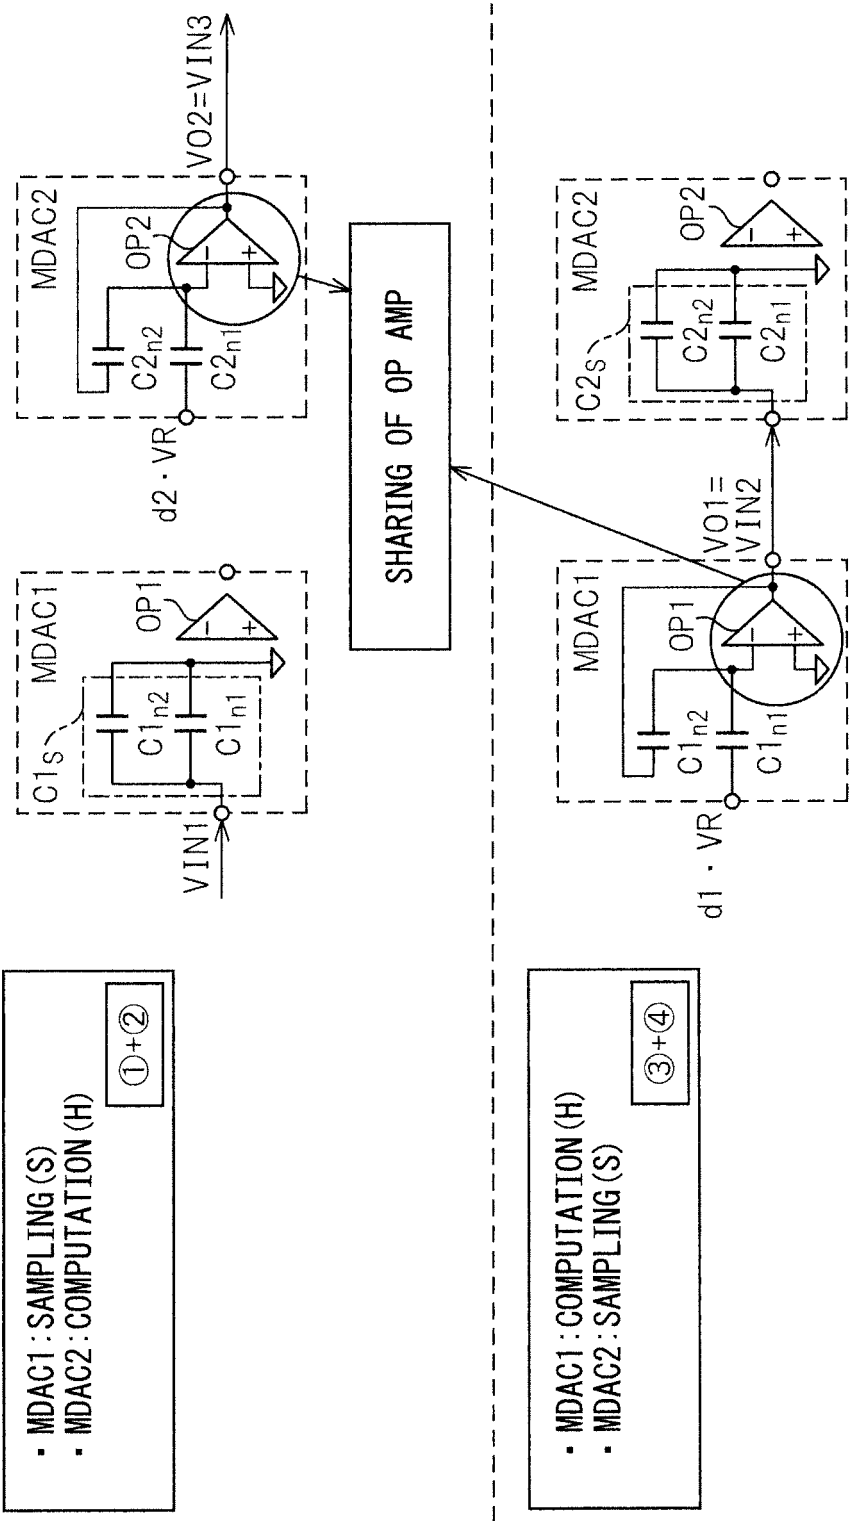 · MDAC1:SAMPLING(S)
· MDAC2:COMPUTATION(H)
①+②
VIN1
C1S
MDAC1
C1n2
C1n1
OP1
−
+
d2 · VR
MDAC2
C2n2
C2n1
OP2
−
+
VO2=VIN3
SHARING OF OP AMP
· MDAC1:COMPUTATION(H)
· MDAC2:SAMPLING(S)
③+④
d1 · VR
MDAC1
C1n2
C1n1
OP1
−
+
VO1=
VIN2
C2S
MDAC2
C2n2
C2n1
OP2
−
+